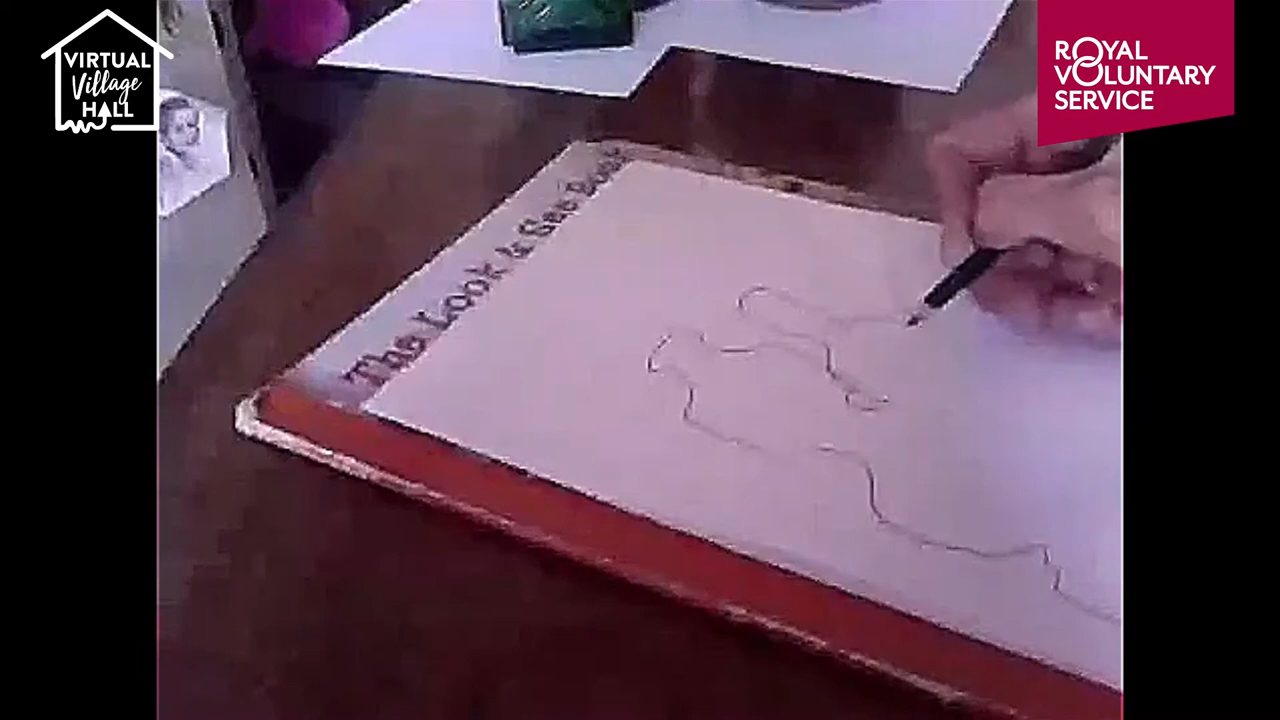 VIRTUAL
Village
HALL
ROYAL
VOLUNTARY
SERVICE
The Look & See Book